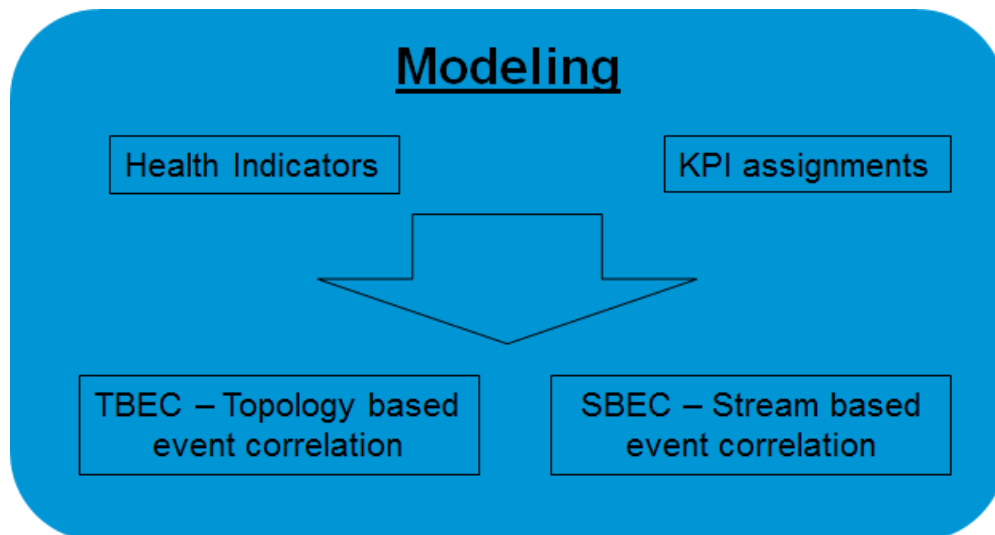 Modeling
Health Indicators
KPI assignments
TBEC – Topology based
event correlation
SBEC – Stream based
event correlation